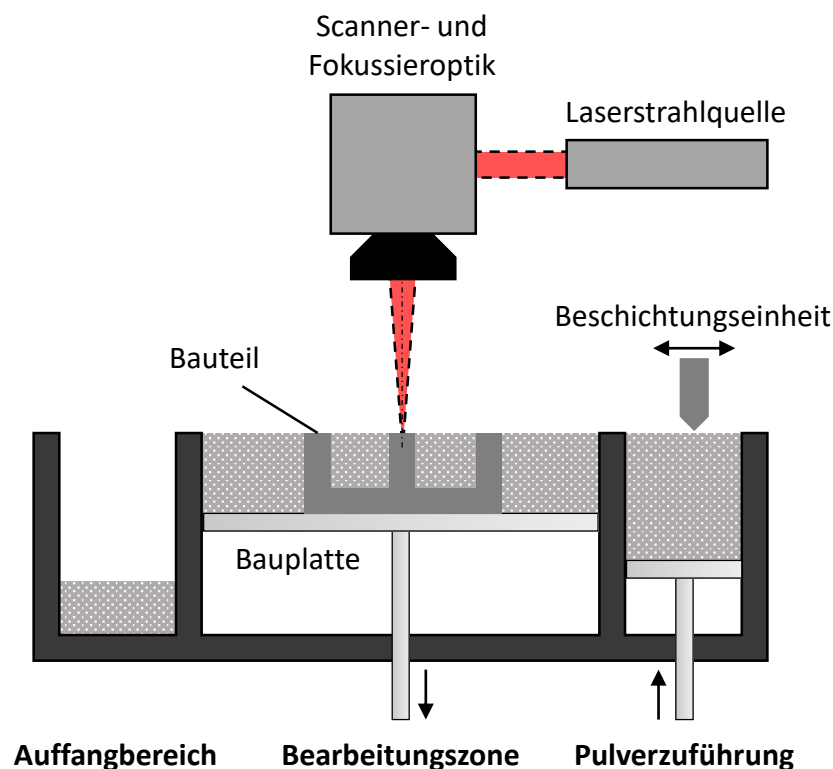 Scanner- und
Fokussieroptik
Laserstrahlquelle
Beschichtungseinheit
Bauteil
Bauplatte
Auffangbereich
Bearbeitungszone
Pulverzuführung